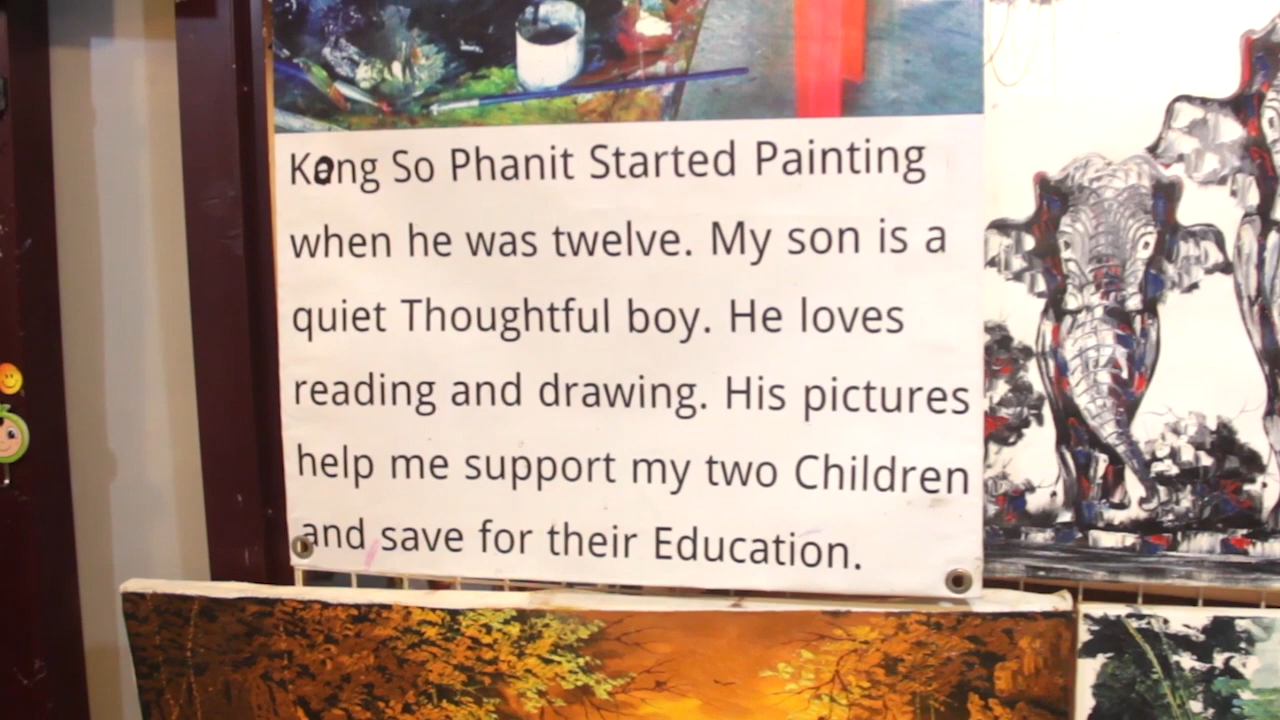 Keng So Phanit Started Painting
when he was twelve. My son is a
quiet Thoughtful boy. He loves
reading and drawing. His pictures
help me support my two Children
and save for their Education.